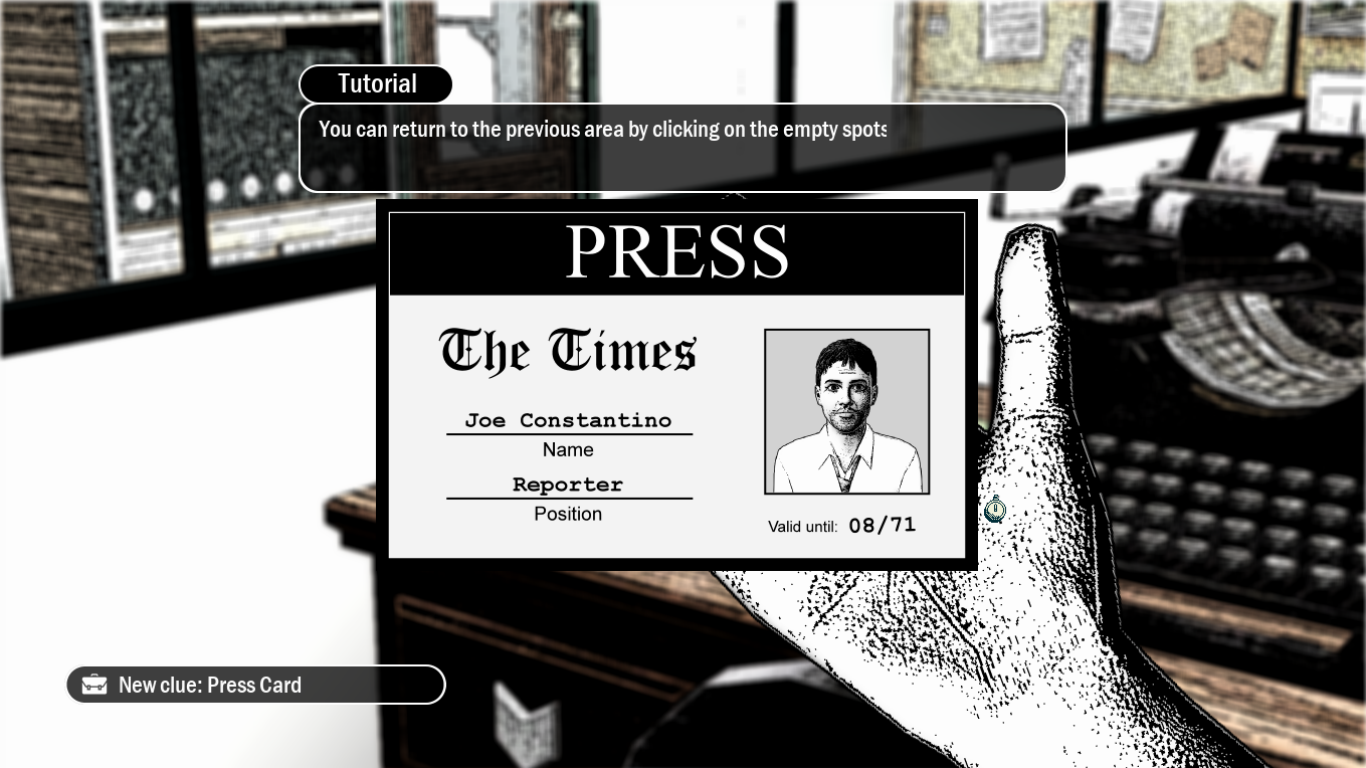 Tutorial
You can return to the previous area by clicking on the empty spots
PRESS
The Times
Joe Constantino
Name
Reporter
Position
Valid until: 08/71
New clue: Press Card